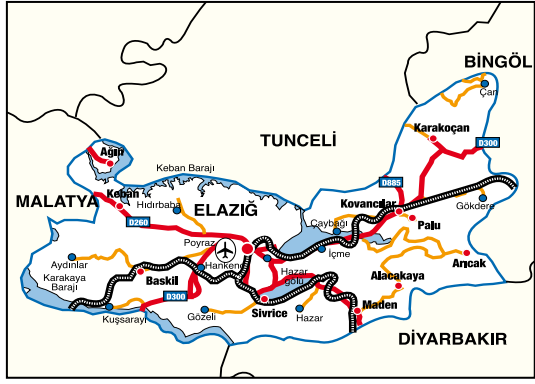 BİNGÖL
Çan
TUNCELİ
Karakoçan
D300
Ağın
Keban Barajı
D885
MALATYA
Keban
Hıdırbaba
ELAZIĞ
Kovancılar
Gökdere
D260
Palu
Çaybağı
Poyraz
İçme
Aydınlar
Hankendi
Arıcak
Karakaya
Barajı
Baskil
Hazar
gölü
Alacakaya
D300
Kuşsarayı
Gözeli
Sivrice
Hazar
Maden
DİYARBAKIR